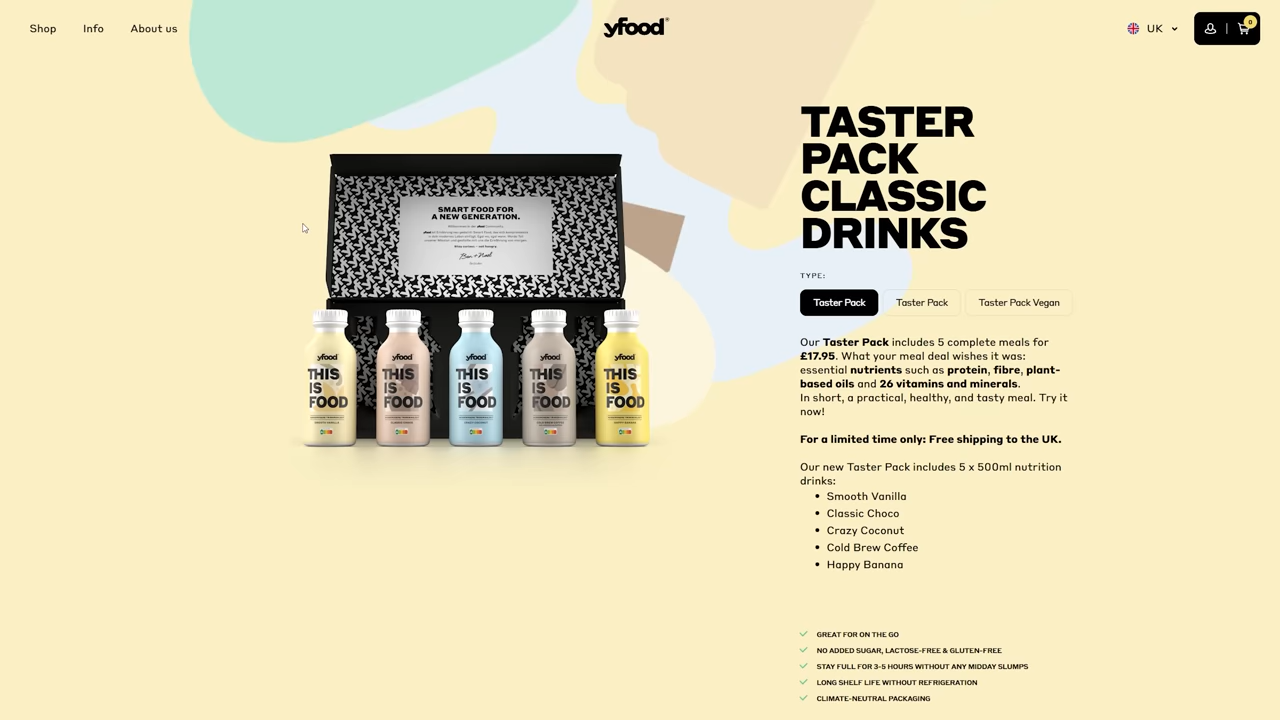 Shop
Info
About us
yfood
UK
0
SMART FOOD FOR
A NEW GENERATION.
yfood
THIS
IS
FOOD
yfood
THIS
IS
FOOD
yfood
THIS
IS
FOOD
yfood
THIS
IS
FOOD
yfood
THIS
IS
FOOD
TASTER
PACK
CLASSIC
DRINKS
TYPE:
Taster Pack
Taster Pack
Taster Pack Vegan
Our Taster Pack includes 5 complete meals for
£17.95. What your meal deal wishes it was:
essential nutrients such as protein, fibre, plant-
based oils and 26 vitamins and minerals.
In short, a practical, healthy, and tasty meal. Try it
now!
For a limited time only: Free shipping to the UK.
Our new Taster Pack includes 5 x 500ml nutrition
drinks:
• Smooth Vanilla
• Classic Choco
• Crazy Coconut
• Cold Brew Coffee
• Happy Banana
GREAT FOR ON THE GO
NO ADDED SUGAR, LACTOSE-FREE & GLUTEN-FREE
STAY FULL FOR 3-5 HOURS WITHOUT ANY MIDDAY SLUMPS
LONG SHELF LIFE WITHOUT REFRIGERATION
CLIMATE-NEUTRAL PACKAGING